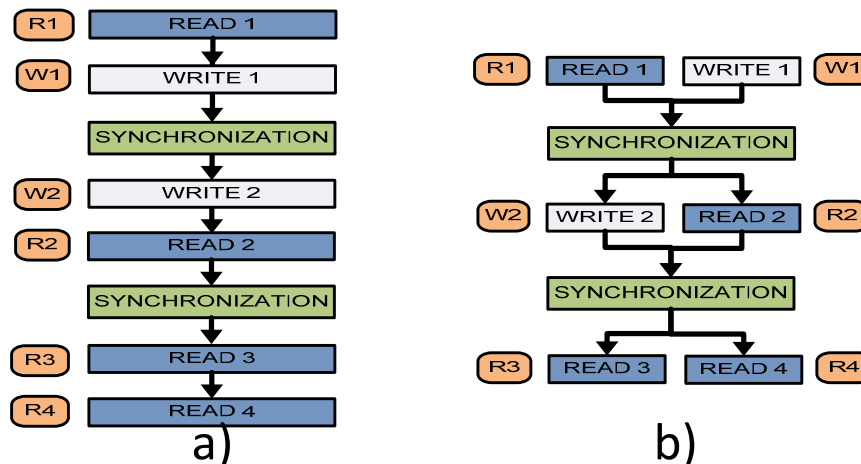 R1 READ 1
W1 WRITE 1
SYNCHRONIZATION
W2 WRITE 2
R2 READ 2
SYNCHRONIZATION
R3 READ 3
R4 READ 4
a)
R1 READ 1 WRITE 1 W1
SYNCHRONIZATION
W2 WRITE 2 READ 2 R2
SYNCHRONIZATION
R3 READ 3 READ 4 R4
b)